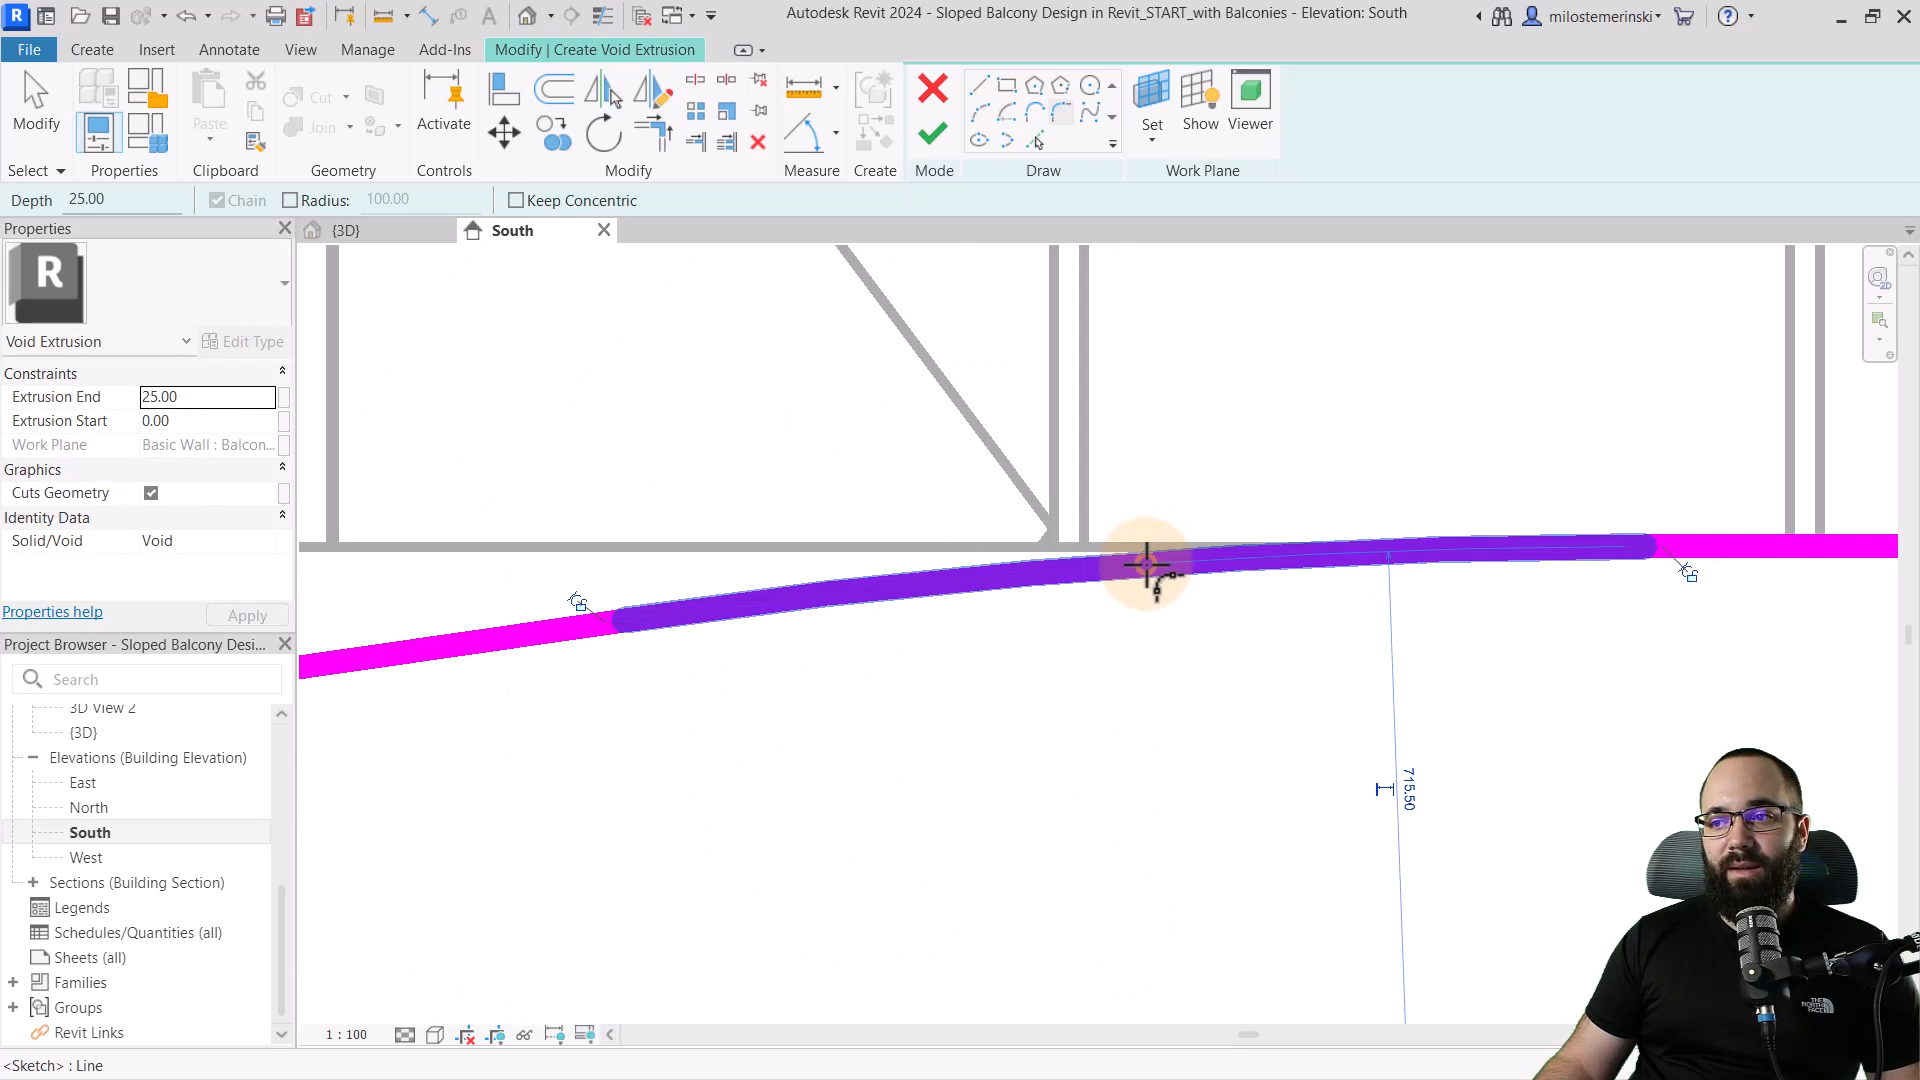 Autodesk Revit 2024 - Sloped Balcony Design in Revit_START_with Balconies - Elevation: South
milostemerinski
File Create Insert Annotate View Manage Add-Ins Modify | Create Void Extrusion
Modify Paste Cut Join Activate Set Show Viewer
Select Properties Clipboard Geometry Controls Modify Measure Create Mode Draw Work Plane
Depth 25.00 Chain Radius: 100.00 Keep Concentric
Properties
{3D}
South
R
Void Extrusion Edit Type
Constraints
Extrusion End 25.00
Extrusion Start 0.00
Work Plane Basic Wall : Balcon...
Graphics
Cuts Geometry
Identity Data
Solid/Void Void
Properties help Apply
Project Browser - Sloped Balcony Desi...
Search
3D View 2
{3D}
Elevations (Building Elevation)
East
North
South
West
Sections (Building Section)
Legends
Schedules/Quantities (all)
Sheets (all)
Families
Groups
Revit Links
715.50
2D
THE NORTH FACE
1 : 100
<Sketch> : Line